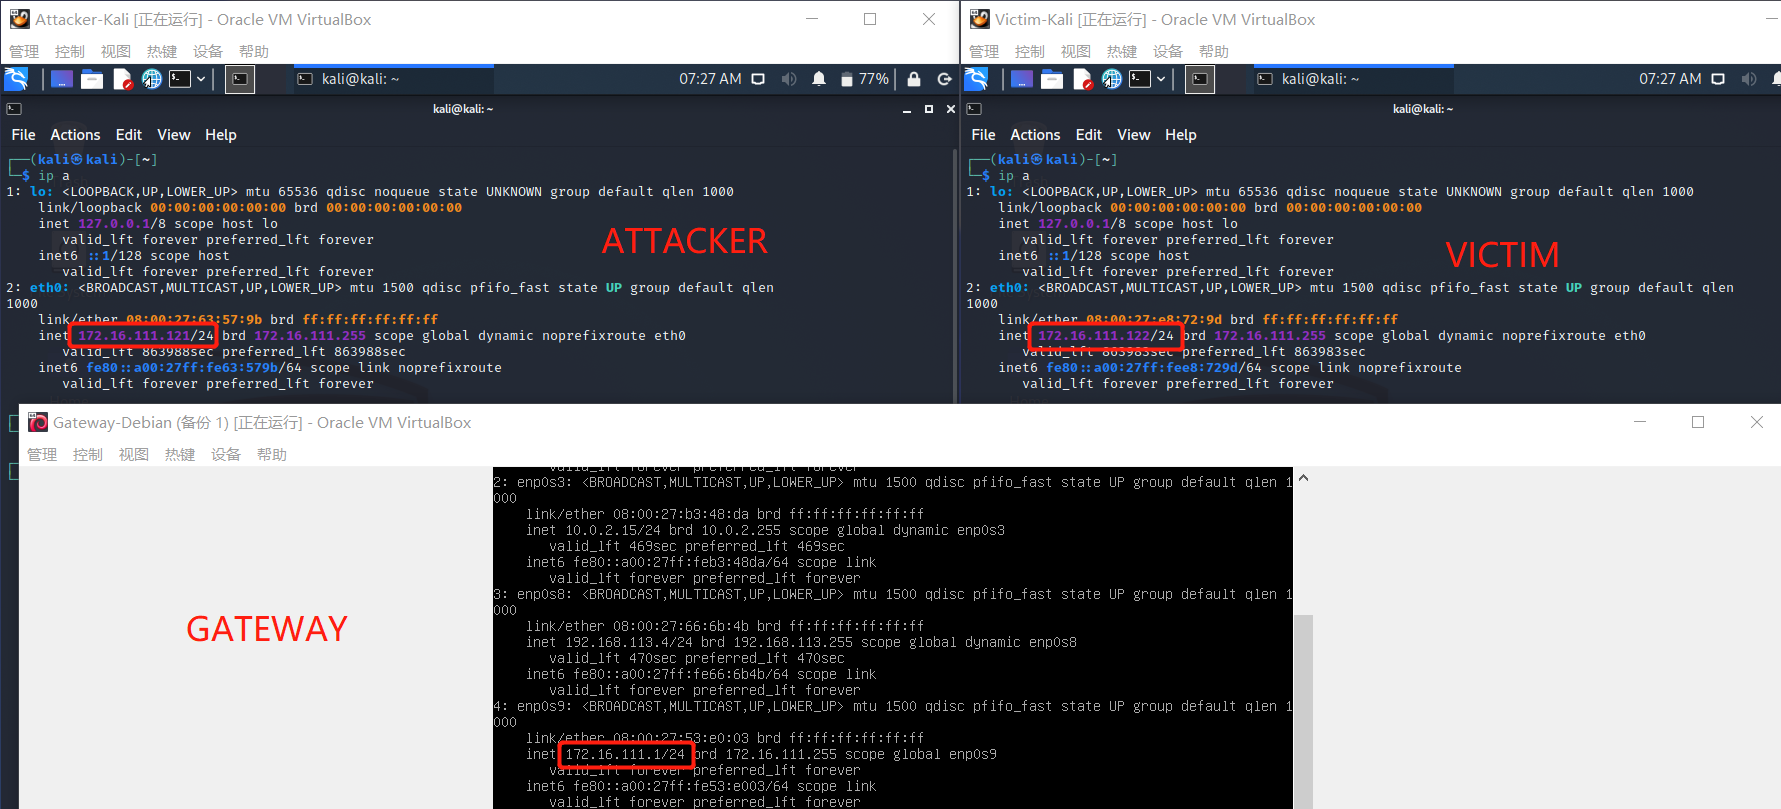 Attacker-Kali [正在运行] - Oracle VM VirtualBox
管理 控制 视图 热键 设备 帮助
kali@kali: ~
07:27 AM
77%
kali@kali: ~
File Actions Edit View Help
┌──(kali㉿kali)-[~]
└─$ ip a
1: lo: <LOOPBACK,UP,LOWER_UP> mtu 65536 qdisc noqueue state UNKNOWN group default qlen 1000
link/loopback 00:00:00:00:00:00 brd 00:00:00:00:00:00
inet 127.0.0.1/8 scope host lo
valid_lft forever preferred_lft forever
inet6 ::1/128 scope host
valid_lft forever preferred_lft forever
2: eth0: <BROADCAST,MULTICAST,UP,LOWER_UP> mtu 1500 qdisc pfifo_fast state UP group default qlen
1000
link/ether 08:00:27:63:57:9b brd ff:ff:ff:ff:ff:ff
inet 172.16.111.121/24 brd 172.16.111.255 scope global dynamic noprefixroute eth0
valid_lft 863988sec preferred_lft 863988sec
inet6 fe80::a00:27ff:fe63:579b/64 scope link noprefixroute
valid_lft forever preferred_lft forever
ATTACKER
Victim-Kali [正在运行] - Oracle VM VirtualBox
管理 控制 视图 热键 设备 帮助
kali@kali: ~
07:27 AM
kali@kali: ~
File Actions Edit View Help
┌──(kali㉿kali)-[~]
└─$ ip a
1: lo: <LOOPBACK,UP,LOWER_UP> mtu 65536 qdisc noqueue state UNKNOWN group default qlen 1000
link/loopback 00:00:00:00:00:00 brd 00:00:00:00:00:00
inet 127.0.0.1/8 scope host lo
valid_lft forever preferred_lft forever
inet6 ::1/128 scope host
valid_lft forever preferred_lft forever
2: eth0: <BROADCAST,MULTICAST,UP,LOWER_UP> mtu 1500 qdisc pfifo_fast state UP group default qlen
1000
link/ether 08:00:27:e8:72:9d brd ff:ff:ff:ff:ff:ff
inet 172.16.111.122/24 brd 172.16.111.255 scope global dynamic noprefixroute eth0
valid_lft 863983sec preferred_lft 863983sec
inet6 fe80::a00:27ff:fee8:729d/64 scope link noprefixroute
valid_lft forever preferred_lft forever
VICTIM
Gateway-Debian (备份 1) [正在运行] - Oracle VM VirtualBox
管理 控制 视图 热键 设备 帮助
valid_lft forever preferred_lft forever
2: enp0s3: <BROADCAST,MULTICAST,UP,LOWER_UP> mtu 1500 qdisc pfifo_fast state UP group default qlen 1
000
link/ether 08:00:27:b3:48:da brd ff:ff:ff:ff:ff:ff
inet 10.0.2.15/24 brd 10.0.2.255 scope global dynamic enp0s3
valid_lft 469sec preferred_lft 469sec
inet6 fe80::a00:27ff:feb3:48da/64 scope link
valid_lft forever preferred_lft forever
3: enp0s8: <BROADCAST,MULTICAST,UP,LOWER_UP> mtu 1500 qdisc pfifo_fast state UP group default qlen 1
000
link/ether 08:00:27:66:6b:4b brd ff:ff:ff:ff:ff:ff
inet 192.168.113.4/24 brd 192.168.113.255 scope global dynamic enp0s8
valid_lft 470sec preferred_lft 470sec
inet6 fe80::a00:27ff:fe66:6b4b/64 scope link
valid_lft forever preferred_lft forever
4: enp0s9: <BROADCAST,MULTICAST,UP,LOWER_UP> mtu 1500 qdisc pfifo_fast state UP group default qlen 1
000
link/ether 08:00:27:53:e0:03 brd ff:ff:ff:ff:ff:ff
inet 172.16.111.1/24 brd 172.16.111.255 scope global enp0s9
valid_lft forever preferred_lft forever
inet6 fe80::a00:27ff:fe53:e003/64 scope link
valid_lft forever preferred_lft forever
GATEWAY